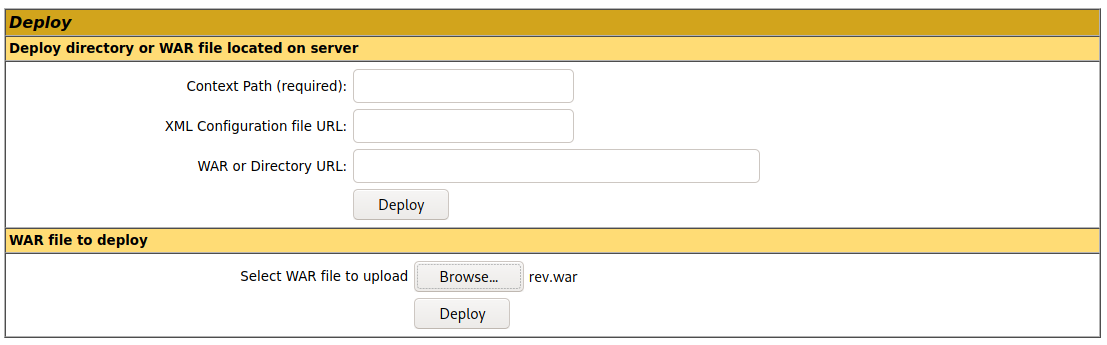 Deploy
Deploy directory or WAR file located on server
Context Path (required):
XML Configuration file URL:
WAR or Directory URL:
Deploy
WAR file to deploy
Select WAR file to upload Browse... rev.war
Deploy